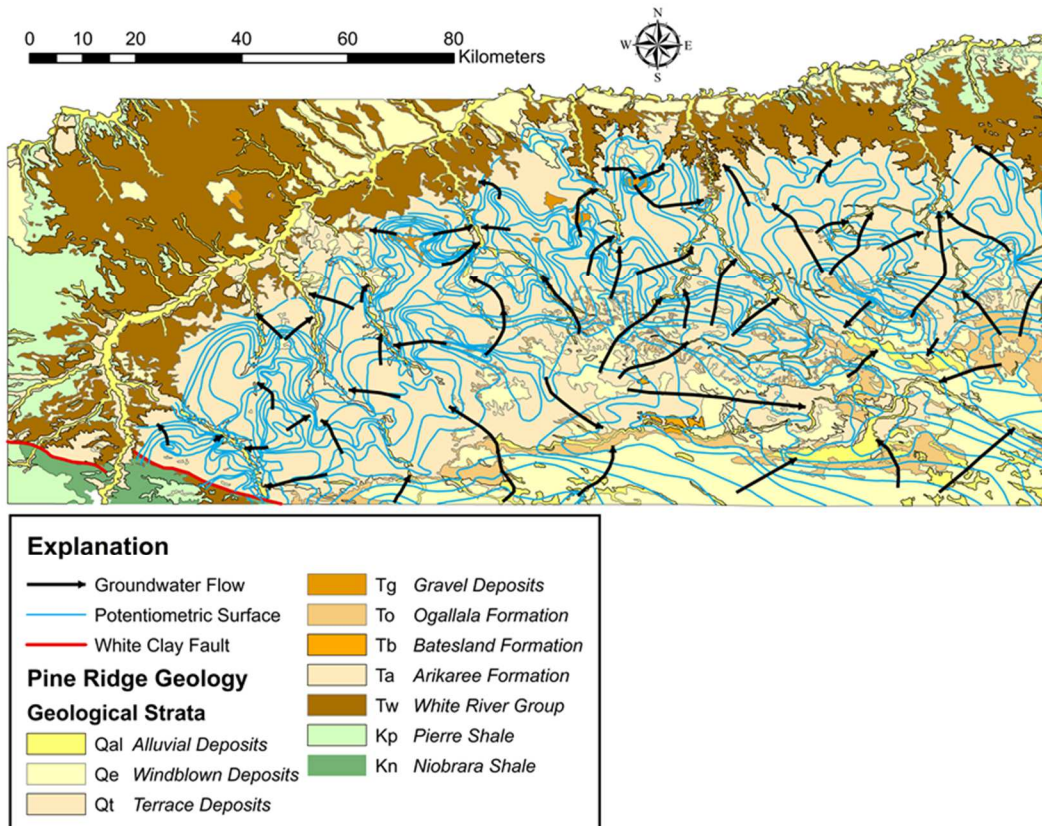 N
W E
S
0 10 20 40 60 80
Kilometers
Explanation
Groundwater Flow
Potentiometric Surface
White Clay Fault
Pine Ridge Geology
Geological Strata
Qal Alluvial Deposits
Qe Windblown Deposits
Qt Terrace Deposits
Tg Gravel Deposits
To Ogallala Formation
Tb Batesland Formation
Ta Arikaree Formation
Tw White River Group
Kp Pierre Shale
Kn Niobrara Shale